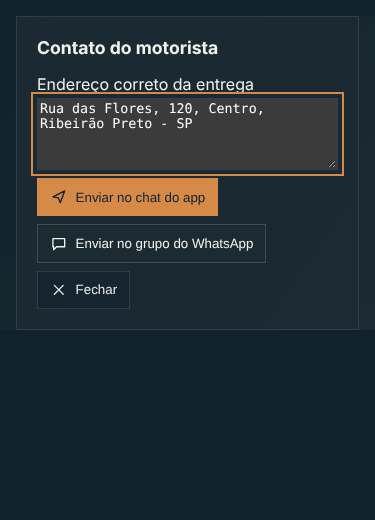 Contato do motorista
Endereço correto da entrega
Rua das Flores, 120, Centro,
Ribeirão Preto - SP
Enviar no chat do app
Enviar no grupo do WhatsApp
Fechar